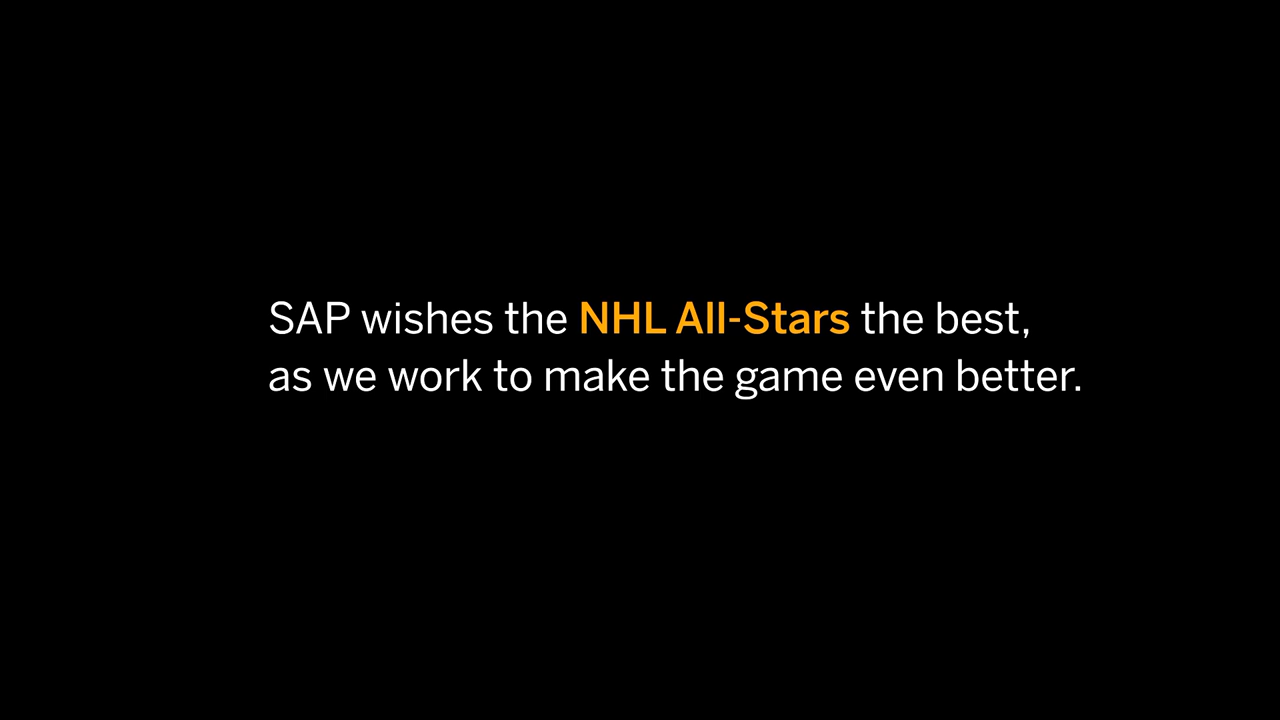 SAP wishes the NHL All-Stars the best,
as we work to make the game even better.